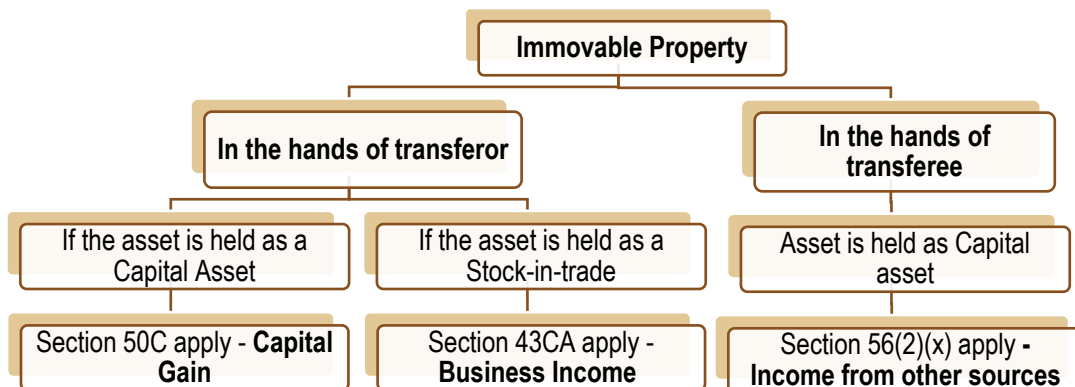 Immovable Property
In the hands of transferor
In the hands of
transferee
If the asset is held as a
Capital Asset
If the asset is held as a
Stock-in-trade
Asset is held as Capital
asset
Section 50C apply - Capital
Gain
Section 43CA apply -
Business Income
Section 56(2)(x) apply -
Income from other sources